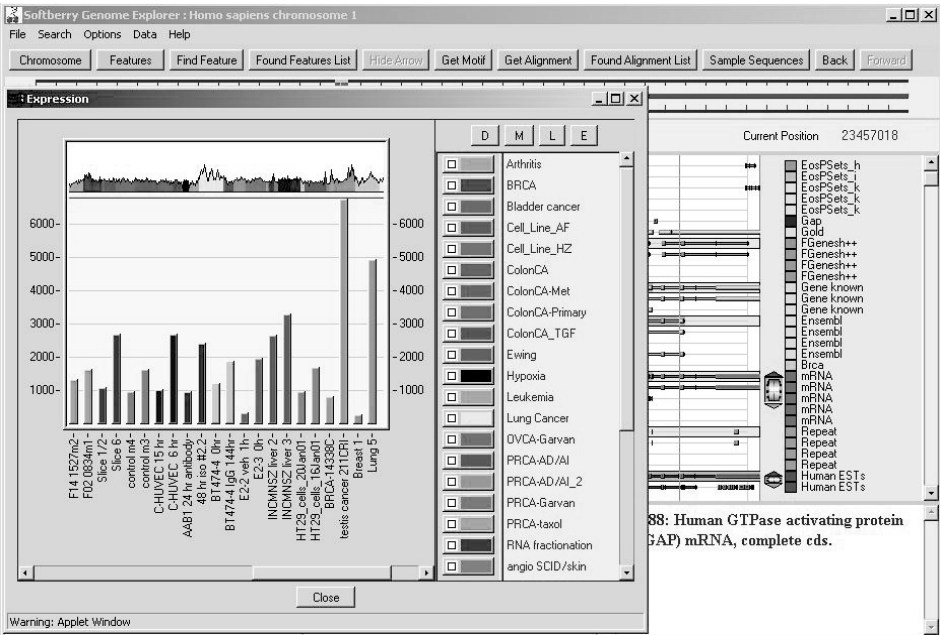 Softberry Genome Explorer : Homo sapiens chromosome 1
File Search Options Data Help
Chromosome Features Find Feature Found Features List Hide Arrow Get Motif Get Alignment Found Alignment List Sample Sequences Back Forward
Expression
Current Position 23457018
D M L E
6000- -6000
5000- -5000
4000- -4000
3000- -3000
2000- -2000
1000- -1000
F14 1527m2-
F02 0834m1-
Slice 1/2-
Slice 6-
control m4-
control m3-
C-HUVEC 15 hr-
C-HUVEC 6 hr-
AAB1 24 hr antibody-
48 hr iso #2.2-
BT474-4 0hr-
BT474-4 IgG 144hr-
E2-2 veh 1h-
E2-3 0h-
INCMNSZ liver 2-
INCMNSZ liver 3-
HT29_cells_20Jan01-
HT29_cells_16Jan01-
BRCA-14338C-
testis cancer 211CRI-
Breast 1-
Lung 5-
Arthritis
BRCA
Bladder cancer
Cell_Line_AF
Cell_Line_HZ
ColonCA
ColonCA-Met
ColonCA-Primary
ColonCA_TGF
Ewing
Hypoxia
Leukemia
Lung Cancer
OVCA-Garvan
PRCA-AD/AI
PRCA-AD/AI_2
PRCA-Garvan
PRCA-taxol
RNA fractionation
angio SCID/skin
EosPSets_h
EosPSets_i
EosPSets_k
EosPSets_k
EosPSets_k
Gap
Gold
FGenesh++
FGenesh++
FGenesh++
FGenesh++
Gene known
Gene known
Gene known
Ensembl
Ensembl
Ensembl
Ensembl
Brca
mRNA
mRNA
mRNA
mRNA
mRNA
Repeat
Repeat
Repeat
Repeat
Human ESTs
Human ESTs
88: Human GTPase activating protein
GAP) mRNA, complete cds.
Close
Warning: Applet Window